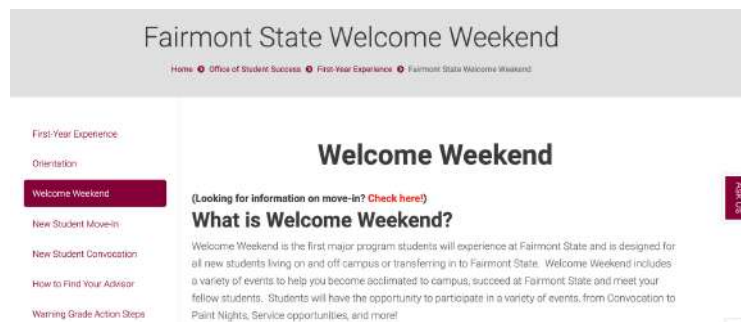 Fairmont State Welcome Weekend
Home Office of Student Success First-Year Experience Fairmont State Welcome Weekend
First-Year Experience
Orientation
Welcome Weekend
New Student Move-In
New Student Convocation
How to Find Your Advisor
Warning Grade Action Steps
Welcome Weekend
(Looking for information on move-in? Check here!)
What is Welcome Weekend?
Welcome Weekend is the first major program students will experience at Fairmont State and is designed for
all new students living on and off campus or transferring in to Fairmont State. Welcome Weekend includes
a variety of events to help you become acclimated to campus, succeed at Fairmont State and meet your
fellow students. Students will have the opportunity to participate in a variety of events, from Convocation to
Paint Nights, Service opportunities, and more!
Ask Us